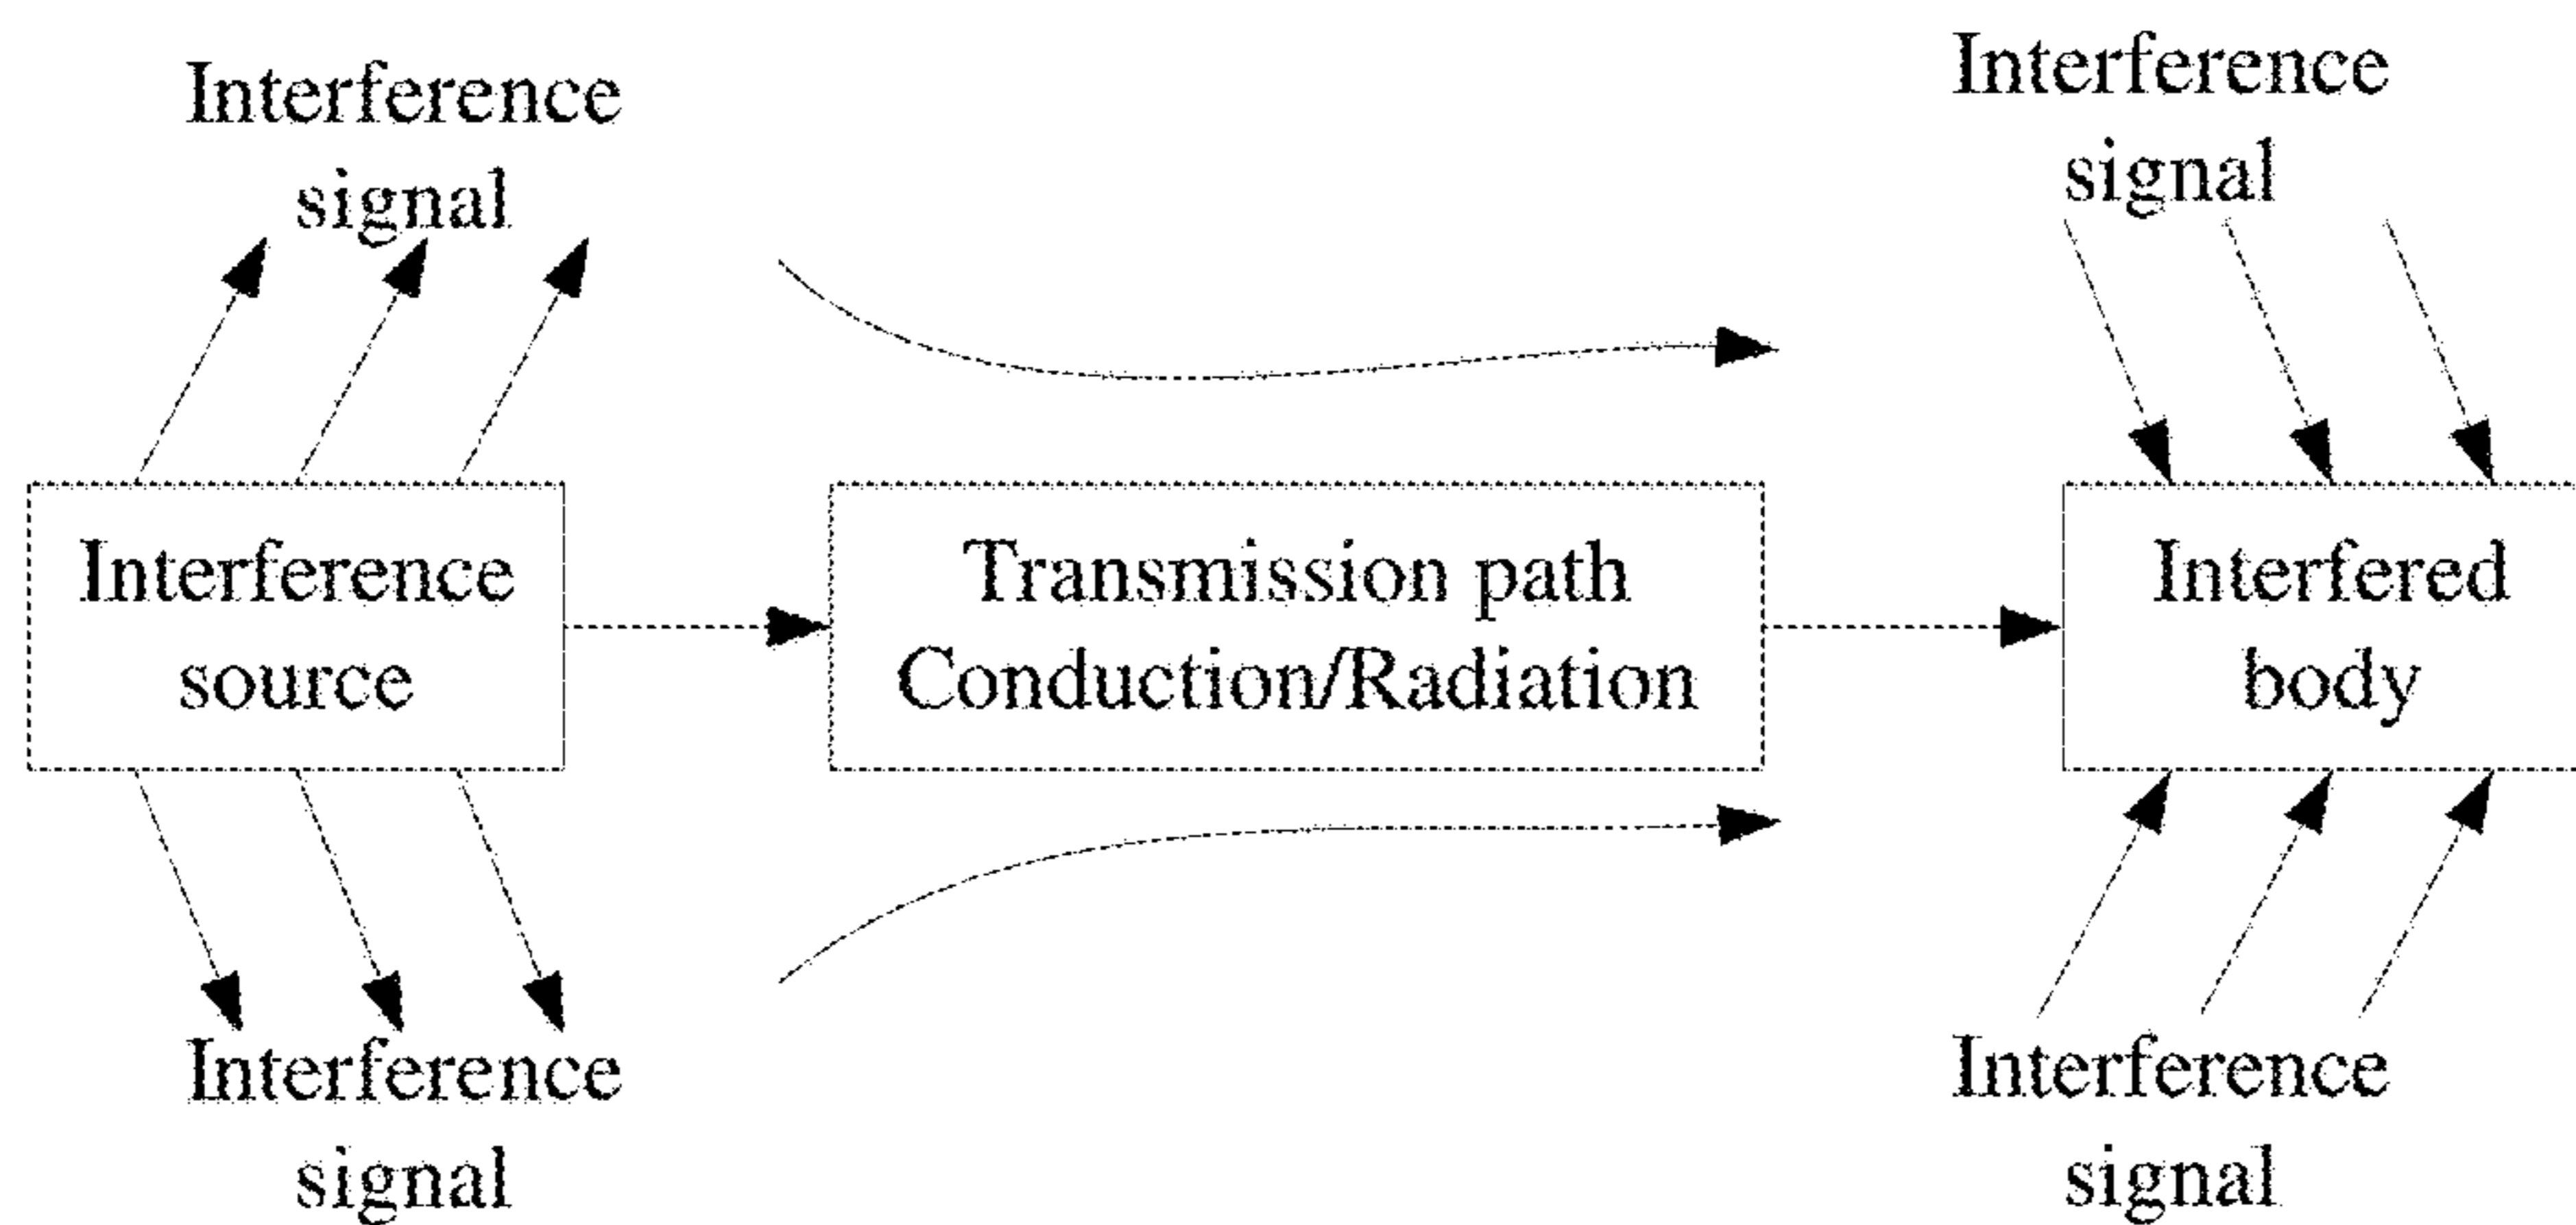 Interference
signal
Interference
signal
Interference
source
Transmission path
Conduction/Radiation
Interfered
body
Interference
signal
Interference
signal